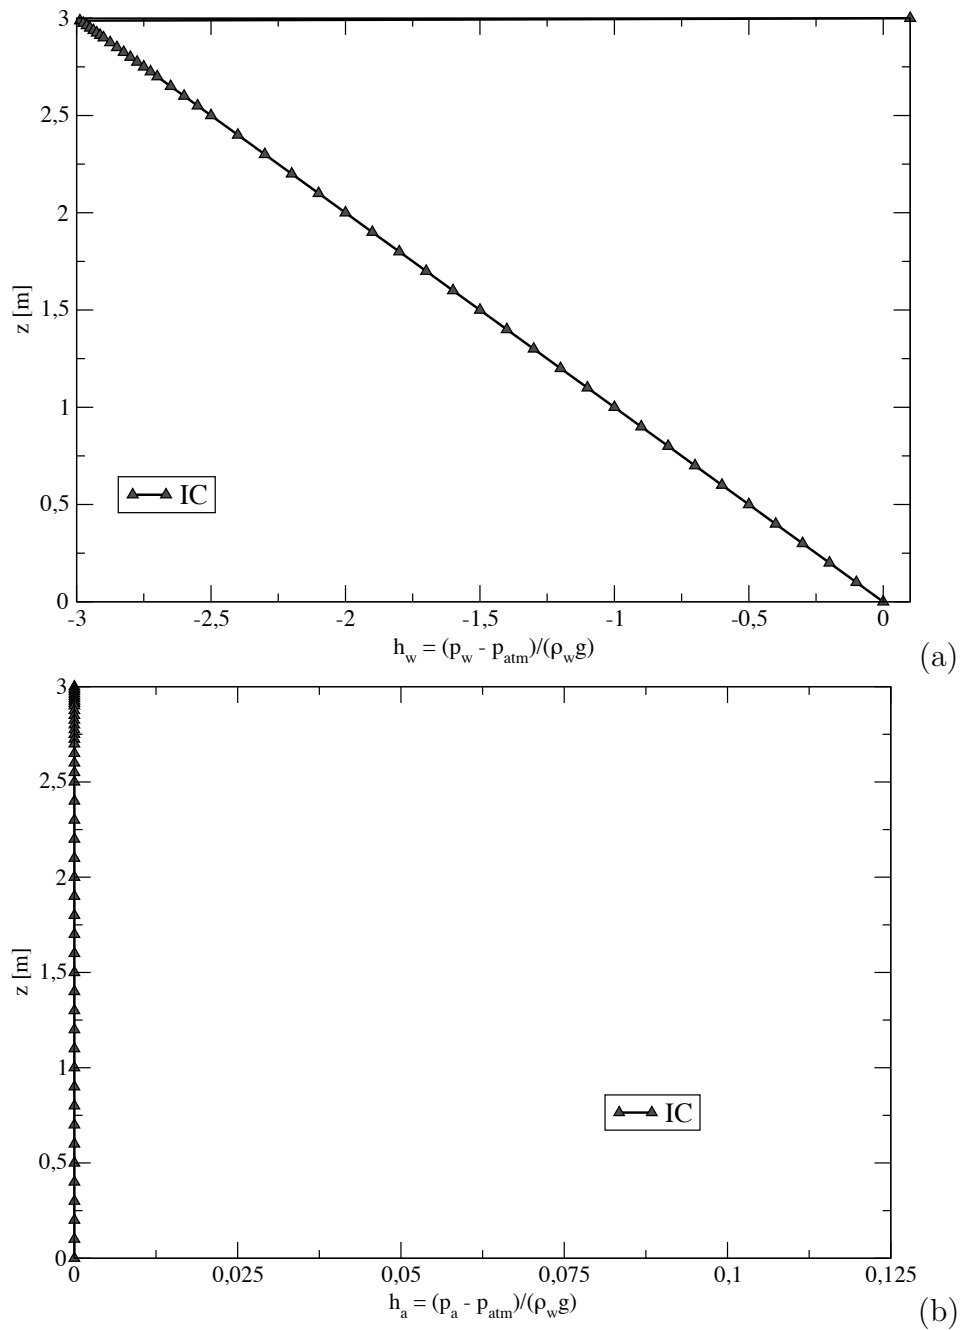 3
2,5
2
1,5
1
0,5
0
z [m]
-3 -2,5 -2 -1,5 -1 -0,5 0
IC
h_w = (p_w - p_atm)/(ρ_w g)
(a)
3
2,5
2
1,5
1
0,5
0
z [m]
0 0,025 0,05 0,075 0,1 0,125
IC
h_a = (p_a - p_atm)/(ρ_w g)
(b)